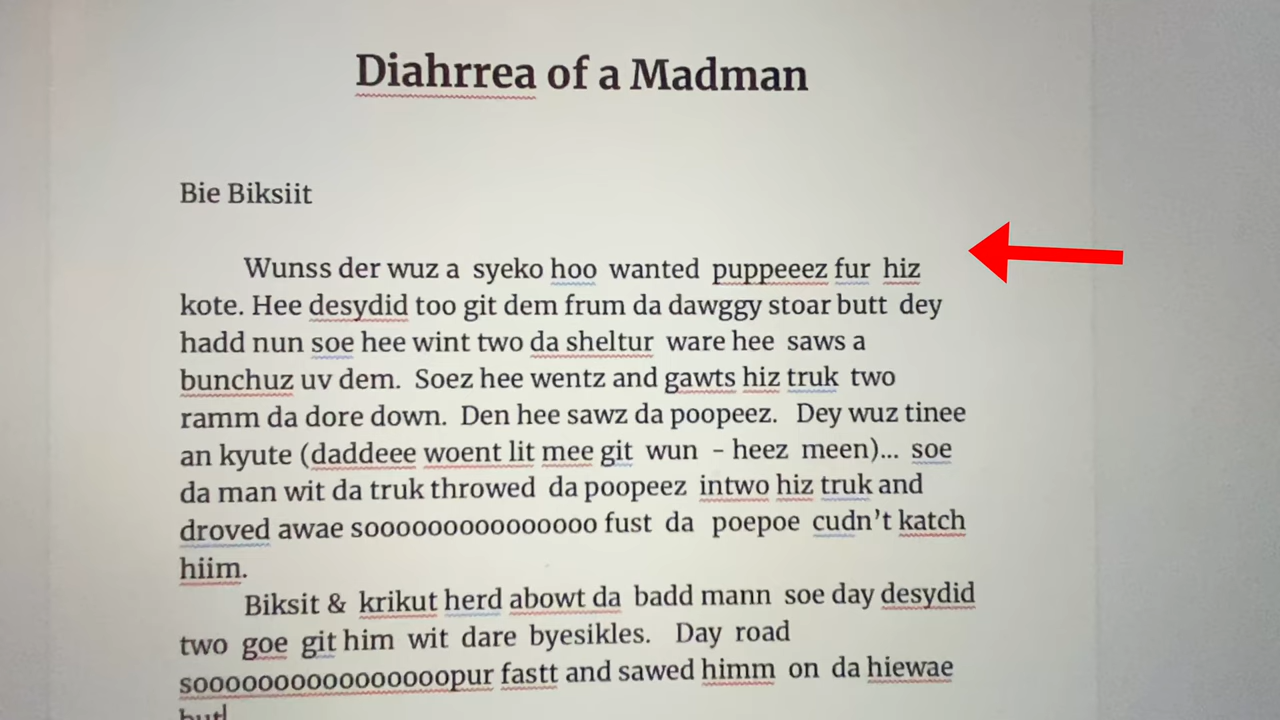 Diahrrea of a Madman
Bie Biksiit
Wunss der wuz a syeko hoo wanted puppeeez fur hiz
kote. Hee desydid too git dem frum da dawggy stoar butt dey
hadd nun soe hee wint two da sheltur ware hee saws a
bunchuz uv dem. Soez hee wentz and gawts hiz truk two
ramm da dore down. Den hee sawz da poopeez. Dey wuz tinee
an kyute (daddeee woent lit mee git wun - heez meen)... soe
da man wit da truk throwed da poopeez intwo hiz truk and
droved awae sooooooooooooooo fust da poepoe cudn't katch
hiim.
Biksit & krikut herd abowt da badd mann soe day desydid
two goe git him wit dare byesikles. Day road
sooooooooooooooooopur fastt and sawed himm on da hiewae
but